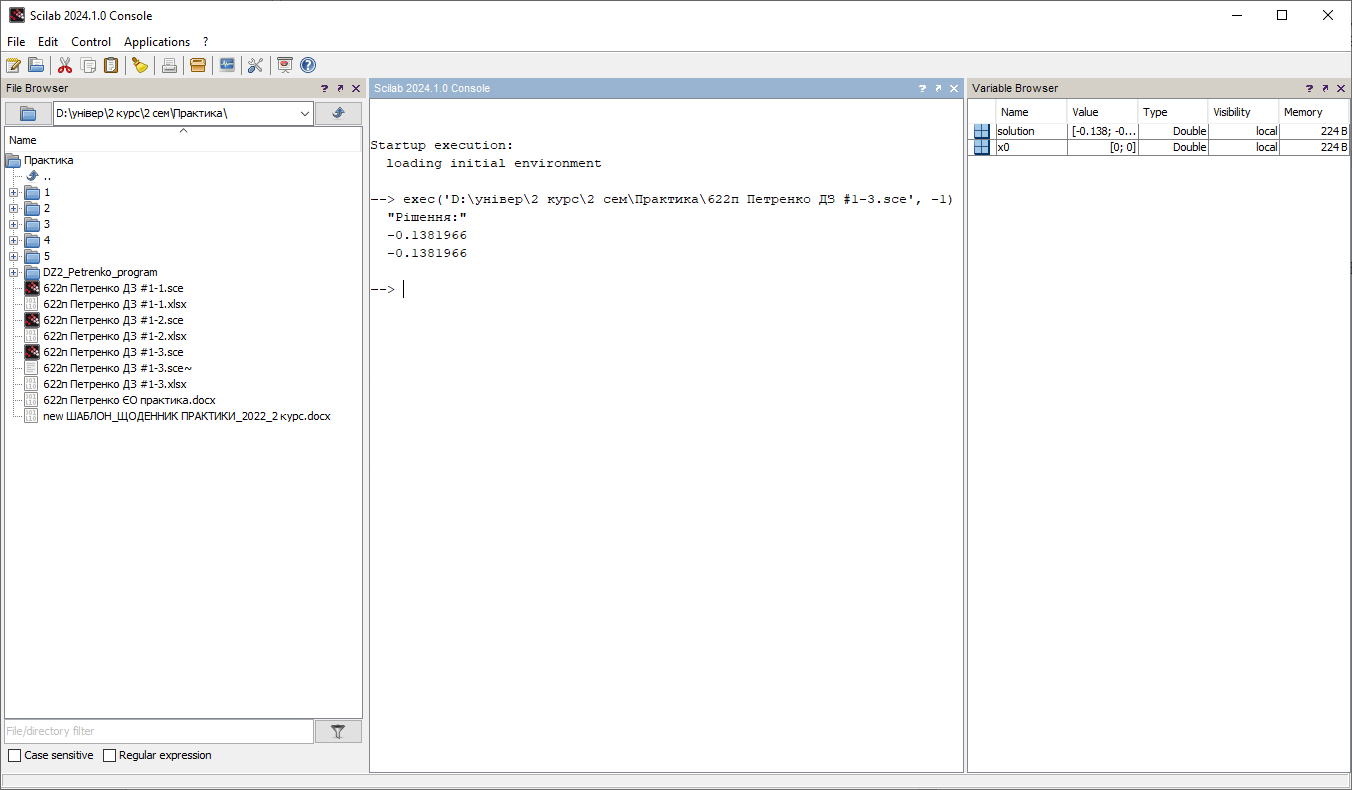 Scilab 2024.1.0 Console
File Edit Control Applications ?
File Browser
D:\універ\2 курс\2 сем\Практика\
Name
Практика
..
1
2
3
4
5
DZ2_Petrenko_program
622п Петренко ДЗ #1-1.sce
622п Петренко ДЗ #1-1.xlsx
622п Петренко ДЗ #1-2.sce
622п Петренко ДЗ #1-2.xlsx
622п Петренко ДЗ #1-3.sce
622п Петренко ДЗ #1-3.sce~
622п Петренко ДЗ #1-3.xlsx
622п Петренко ЄО практика.docx
new ШАБЛОН_ЩОДЕННИК ПРАКТИКИ_2022_2 курс.docx
File/directory filter
Case sensitive Regular expression
Scilab 2024.1.0 Console
Startup execution:
loading initial environment
--> exec('D:\універ\2 курс\2 сем\Практика\622п Петренко ДЗ #1-3.sce', -1)
"Рішення:"
-0.1381966
-0.1381966
-->
Variable Browser
Name Value Type Visibility Memory
solution [-0.138; -0... Double local 224 B
x0 [0; 0] Double local 224 B